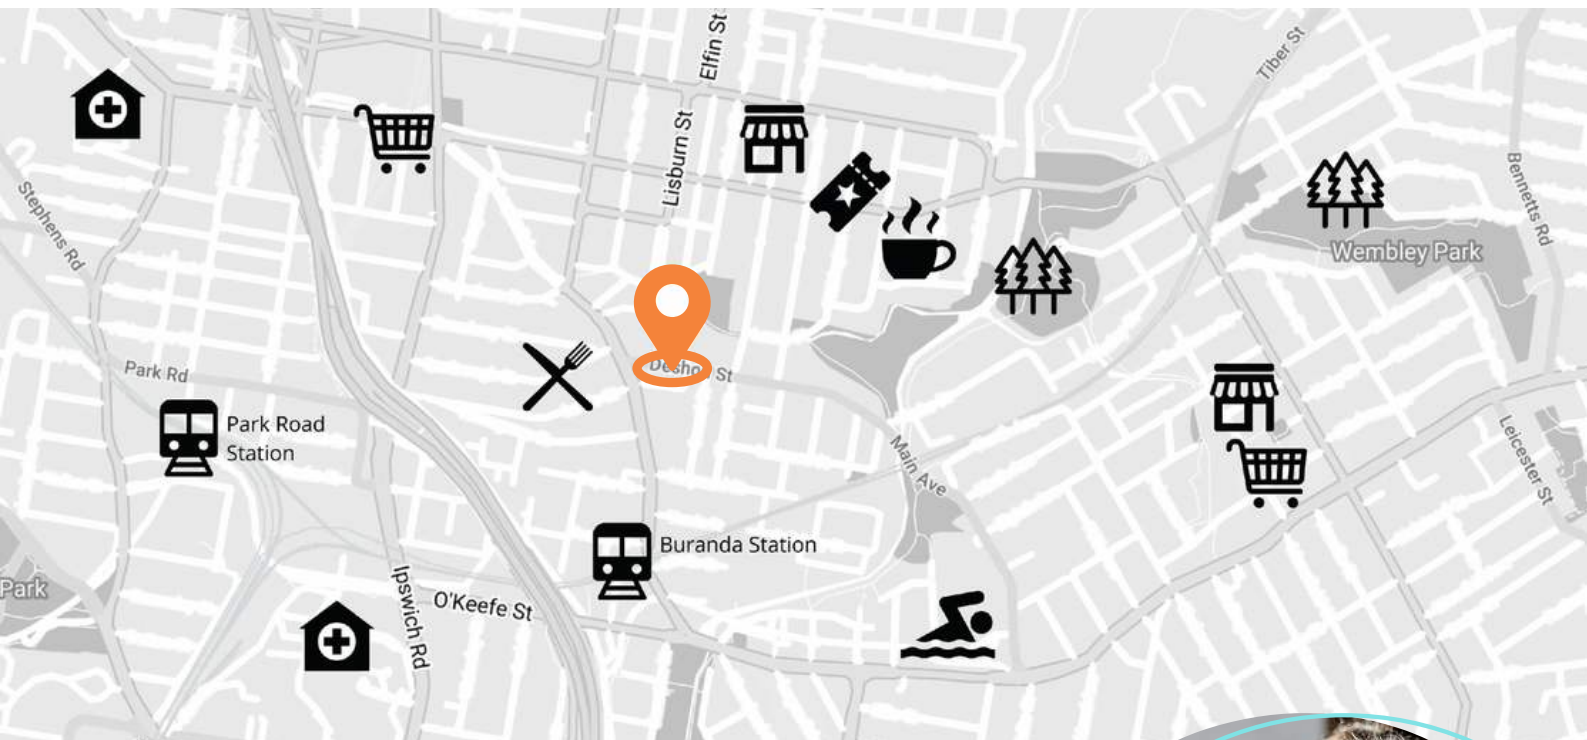 Elfin St
Tiber St
Lisburn St
Stephens Rd
Bennetts Rd
Wembley Park
Park Rd
St
Park Road
Station
Main Ave
Leicester St
Buranda Station
Park
Ipswich Rd
O'Keefe St